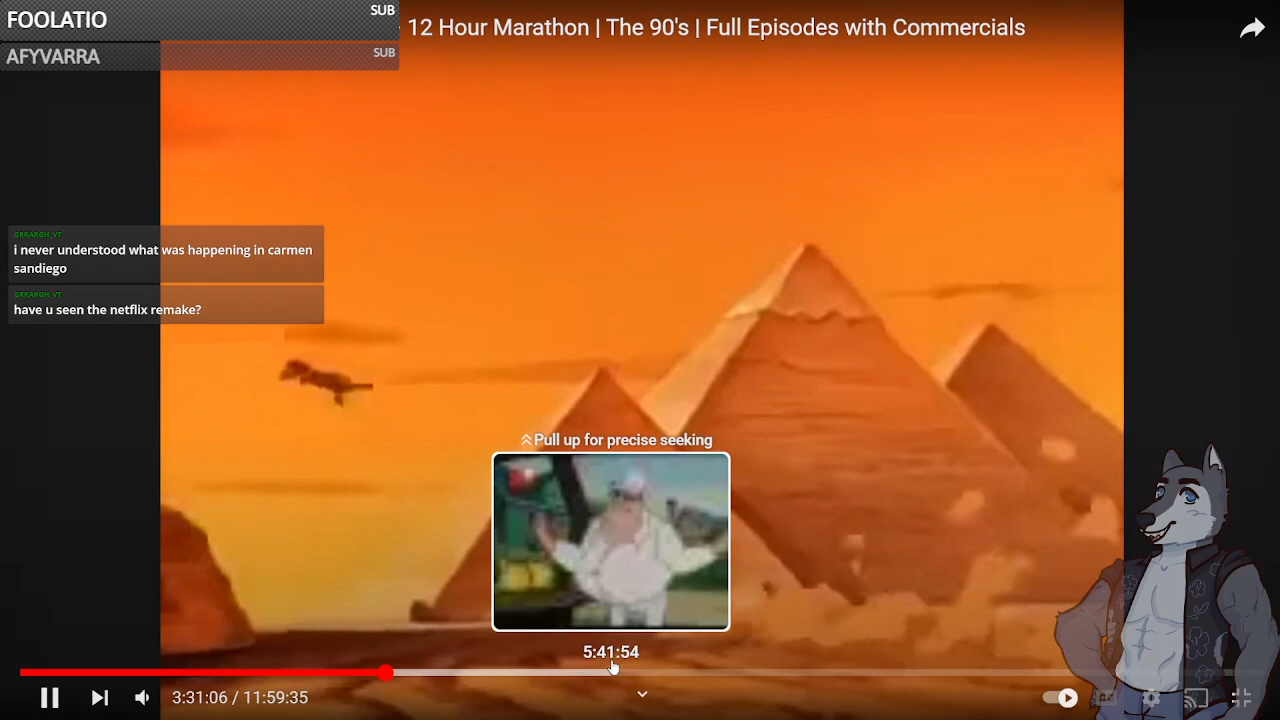 FOOLATIO SUB
12 Hour Marathon | The 90's | Full Episodes with Commercials
AFYVARRA SUB
GRRARGH_VT
i never understood what was happening in carmen
sandiego
GRRARGH_VT
have u seen the netflix remake?
Pull up for precise seeking
5:41:54
3:31:06 / 11:59:35